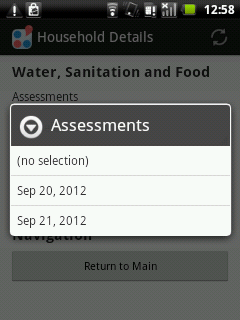 12:58
Household Details
Water, Sanitation and Food
Assessments
Assessments
(no selection)
Sep 20, 2012
Sep 21, 2012
Navigation
Return to Main